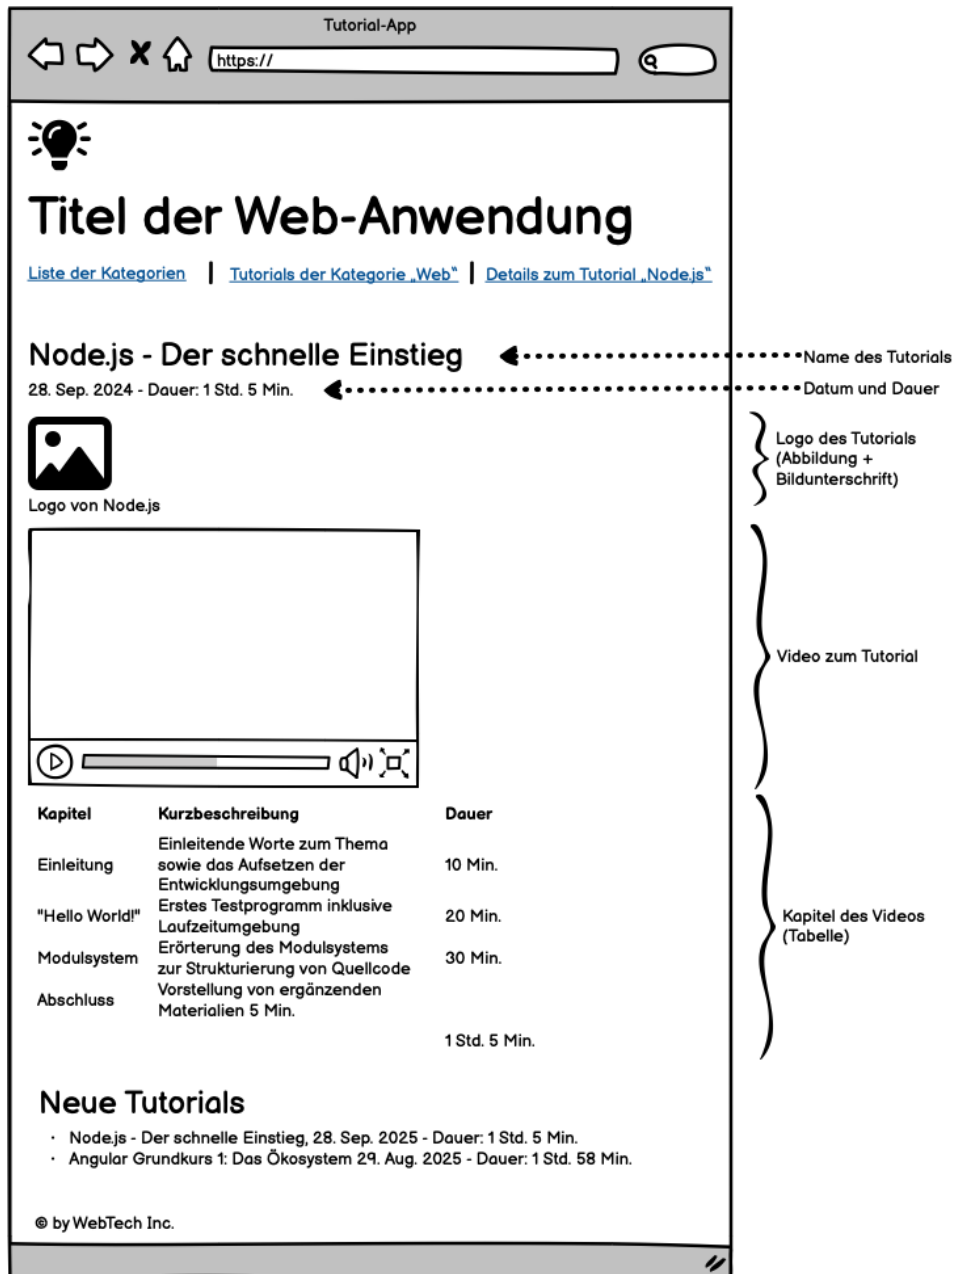 Tutorial-App
https://
Titel der Web-Anwendung
Liste der Kategorien | Tutorials der Kategorie „Web“ | Details zum Tutorial „Node.js“
Node.js - Der schnelle Einstieg
Name des Tutorials
28. Sep. 2024 - Dauer: 1 Std. 5 Min.
Datum und Dauer
Logo des Tutorials
(Abbildung +
Bildunterschrift)
Logo von Node.js
Video zum Tutorial
Kapitel Kurzbeschreibung Dauer
Einleitende Worte zum Thema
Einleitung sowie das Aufsetzen der 10 Min.
Entwicklungsumgebung
Erstes Testprogramm inklusive
"Hello World!" 20 Min.
Laufzeitumgebung
Erörterung des Modulsystems
Modulsystem 30 Min.
zur Strukturierung von Quellcode
Vorstellung von ergänzenden
Abschluss
Materialien 5 Min.
1 Std. 5 Min.
Kapitel des Videos
(Tabelle)
Neue Tutorials
· Node.js - Der schnelle Einstieg, 28. Sep. 2025 - Dauer: 1 Std. 5 Min.
· Angular Grundkurs 1: Das Ökosystem 29. Aug. 2025 - Dauer: 1 Std. 58 Min.
© by WebTech Inc.